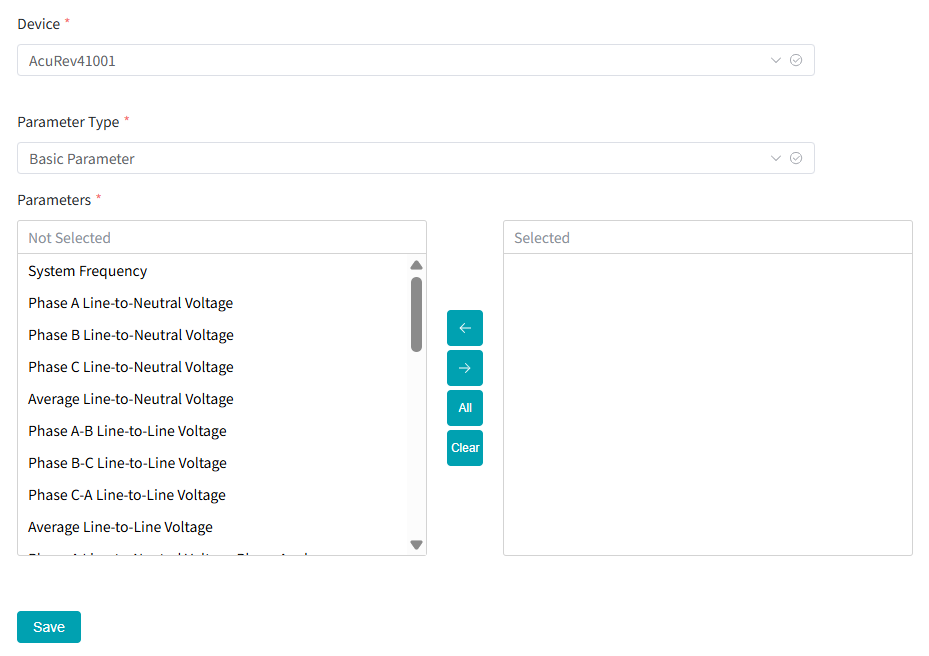 Device *
AcuRev41001
Parameter Type *
Basic Parameter
Parameters *
Not Selected
System Frequency
Phase A Line-to-Neutral Voltage
Phase B Line-to-Neutral Voltage
Phase C Line-to-Neutral Voltage
Average Line-to-Neutral Voltage
Phase A-B Line-to-Line Voltage
Phase B-C Line-to-Line Voltage
Phase C-A Line-to-Line Voltage
Average Line-to-Line Voltage
←
→
All
Clear
Selected
Save